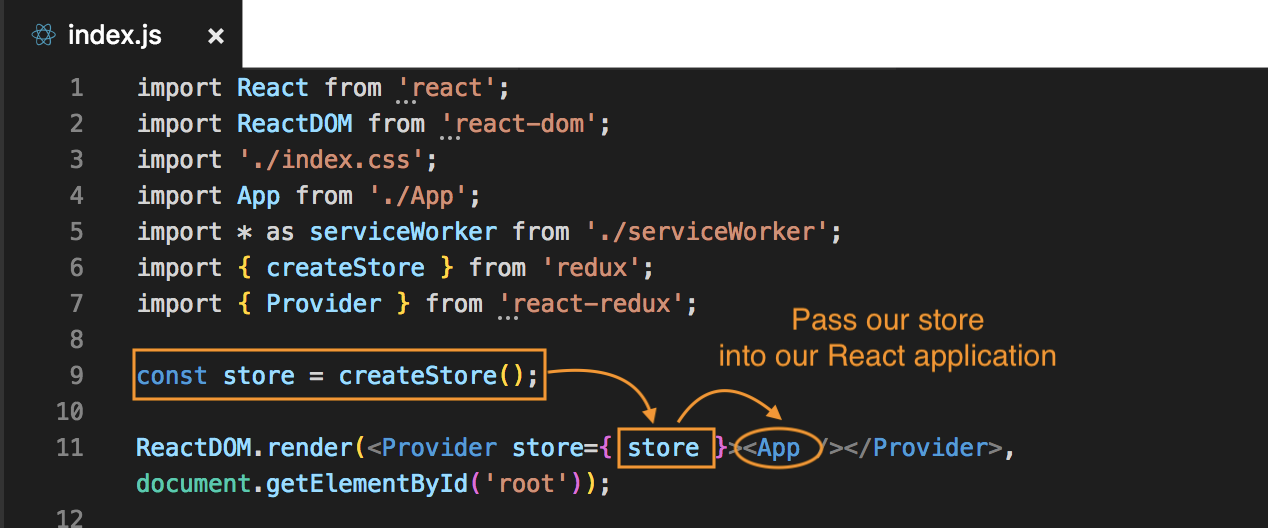 index.js ×
1 import React from 'react';
2 import ReactDOM from 'react-dom';
3 import './index.css';
4 import App from './App';
5 import * as serviceWorker from './serviceWorker';
6 import { createStore } from 'redux';
7 import { Provider } from 'react-redux';
8
Pass our store
into our React application
9 const store = createStore();
10
11 ReactDOM.render(<Provider store={ store }><App /></Provider>,
document.getElementById('root'));
12